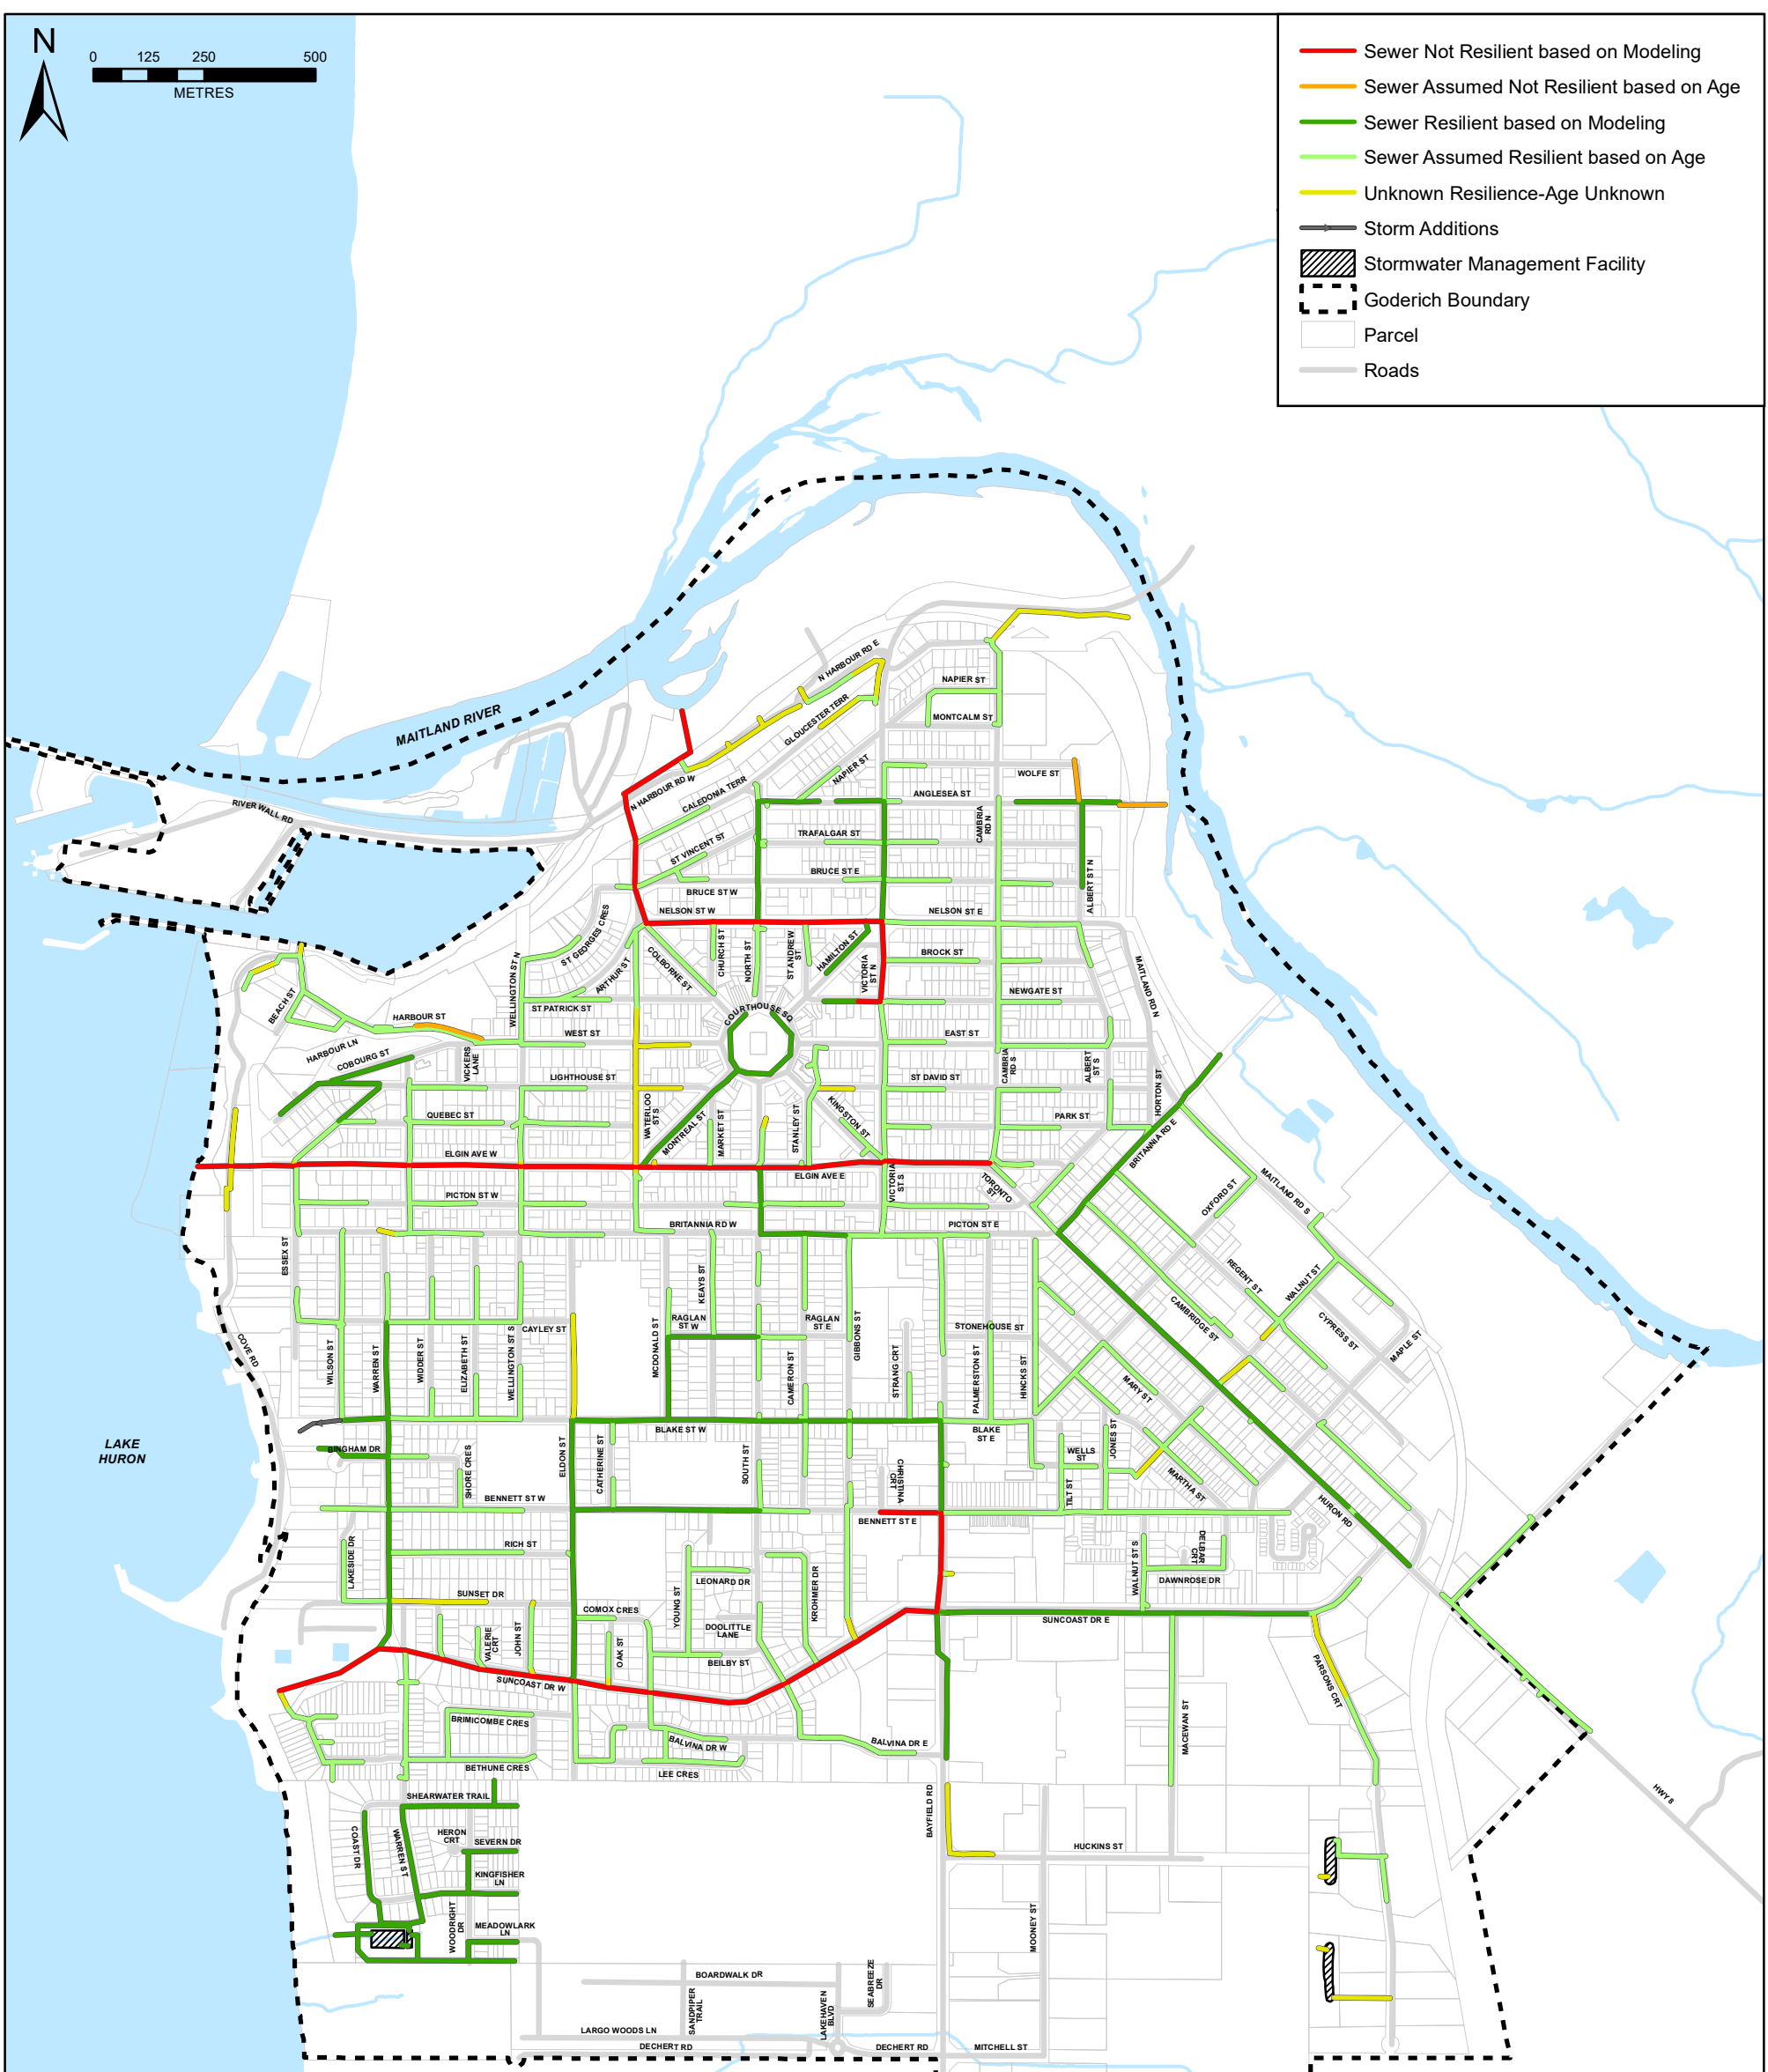 N
0 125 250 500
METRES
Sewer Not Resilient based on Modeling
Sewer Assumed Not Resilient based on Age
Sewer Resilient based on Modeling
Sewer Assumed Resilient based on Age
Unknown Resilience-Age Unknown
Storm Additions
Stormwater Management Facility
Goderich Boundary
Parcel
Roads
MAITLAND RIVER
N HARBOUR RD E
NAPIER ST
GLOUCESTER TERR
MONTCALM ST
NAPIER ST
WOLFE ST
N HARBOUR RD W
CALEDONIA TERR
ANGLESEA ST
RIVER WALL RD
CAMBRIA
RD N
TRAFALGAR ST
ST VINCENT ST
BRUCE ST E
BRUCE ST W
ALBERT ST N
NELSON ST W
NELSON ST E
ST GEORGES CRES
COLBORNE ST
CHURCH ST
NORTH ST
ST ANDREW
ST
HAMILTON ST
VICTORIA
ST N
BROCK ST
ARTHUR ST
WELLINGTON ST N
MAITLAND RD N
NEWGATE ST
BEACH ST
HARBOUR ST
ST PATRICK ST
COURTHOUSE SQ
WEST ST
EAST ST
HARBOUR LN
COBOURG ST
VICKERS
LANE
LIGHTHOUSE ST
ST DAVID ST
CAMBRIA
RD S
ALBERT
ST S
HORTON ST
QUEBEC ST
WATERLOO
ST S
MONTREAL ST
MARKET ST
STANLEY ST
KINGSTON ST
PARK ST
BRITANNIA RD E
ELGIN AVE W
ELGIN AVE E
VICTORIA
ST S
TORONTO
ST
MAITLAND RD S
OXFORD ST
PICTON ST W
BRITANNIA RD W
PICTON ST E
ESSEX ST
KEAYS ST
REGENT ST
WALNUT ST
CAMBRIDGE ST
CYPRESS ST
MAPLE ST
CAYLEY ST
RAGLAN
ST W
RAGLAN
ST E
GIBBONS ST
STONEHOUSE ST
COVE RD
WILSON ST
WARREN ST
WIDDER ST
ELIZABETH ST
WELLINGTON ST S
MCDONALD ST
CAMERON ST
STRANG CRT
PALMERSTON ST
HINCKS ST
MARY ST
LAKE
HURON
BINGHAM DR
SHORE CRES
ELDON ST
CATHERINE ST
BLAKE ST W
SOUTH ST
CHRISTINA
CRT
BLAKE
ST E
WELLS
ST
JONES ST
TILT ST
MARTHA ST
BENNETT ST W
BENNETT ST E
HURON RD
LAKESIDE DR
RICH ST
SUNSET DR
YOUNG ST
LEONARD DR
KROHMER DR
WALNUT ST S
DELBAR
CRT
DAWNROSE DR
COMOX CRES
DOOLITTLE
LANE
SUNCOAST DR E
VALERIE
CRT
JOHN ST
OAK ST
BEILBY ST
SUNCOAST DR W
PARSONS CRT
BRIMICOMBE CRES
BALVINA DR W
BALVINA DR E
MACEWAN ST
BETHUNE CRES
LEE CRES
SHEARWATER TRAIL
BAYFIELD RD
HWY 8
COAST DR
WARREN ST
HERON
CRT
SEVERN DR
HUCKINS ST
KINGFISHER
LN
WOODRIGHT
DR
MEADOWLARK
LN
MOONEY ST
BOARDWALK DR
SANDPIPER
TRAIL
LAKEHAVEN
BLVD
SEABREEZE
DR
LARGO WOODS LN
DECHERT RD
DECHERT RD
MITCHELL ST